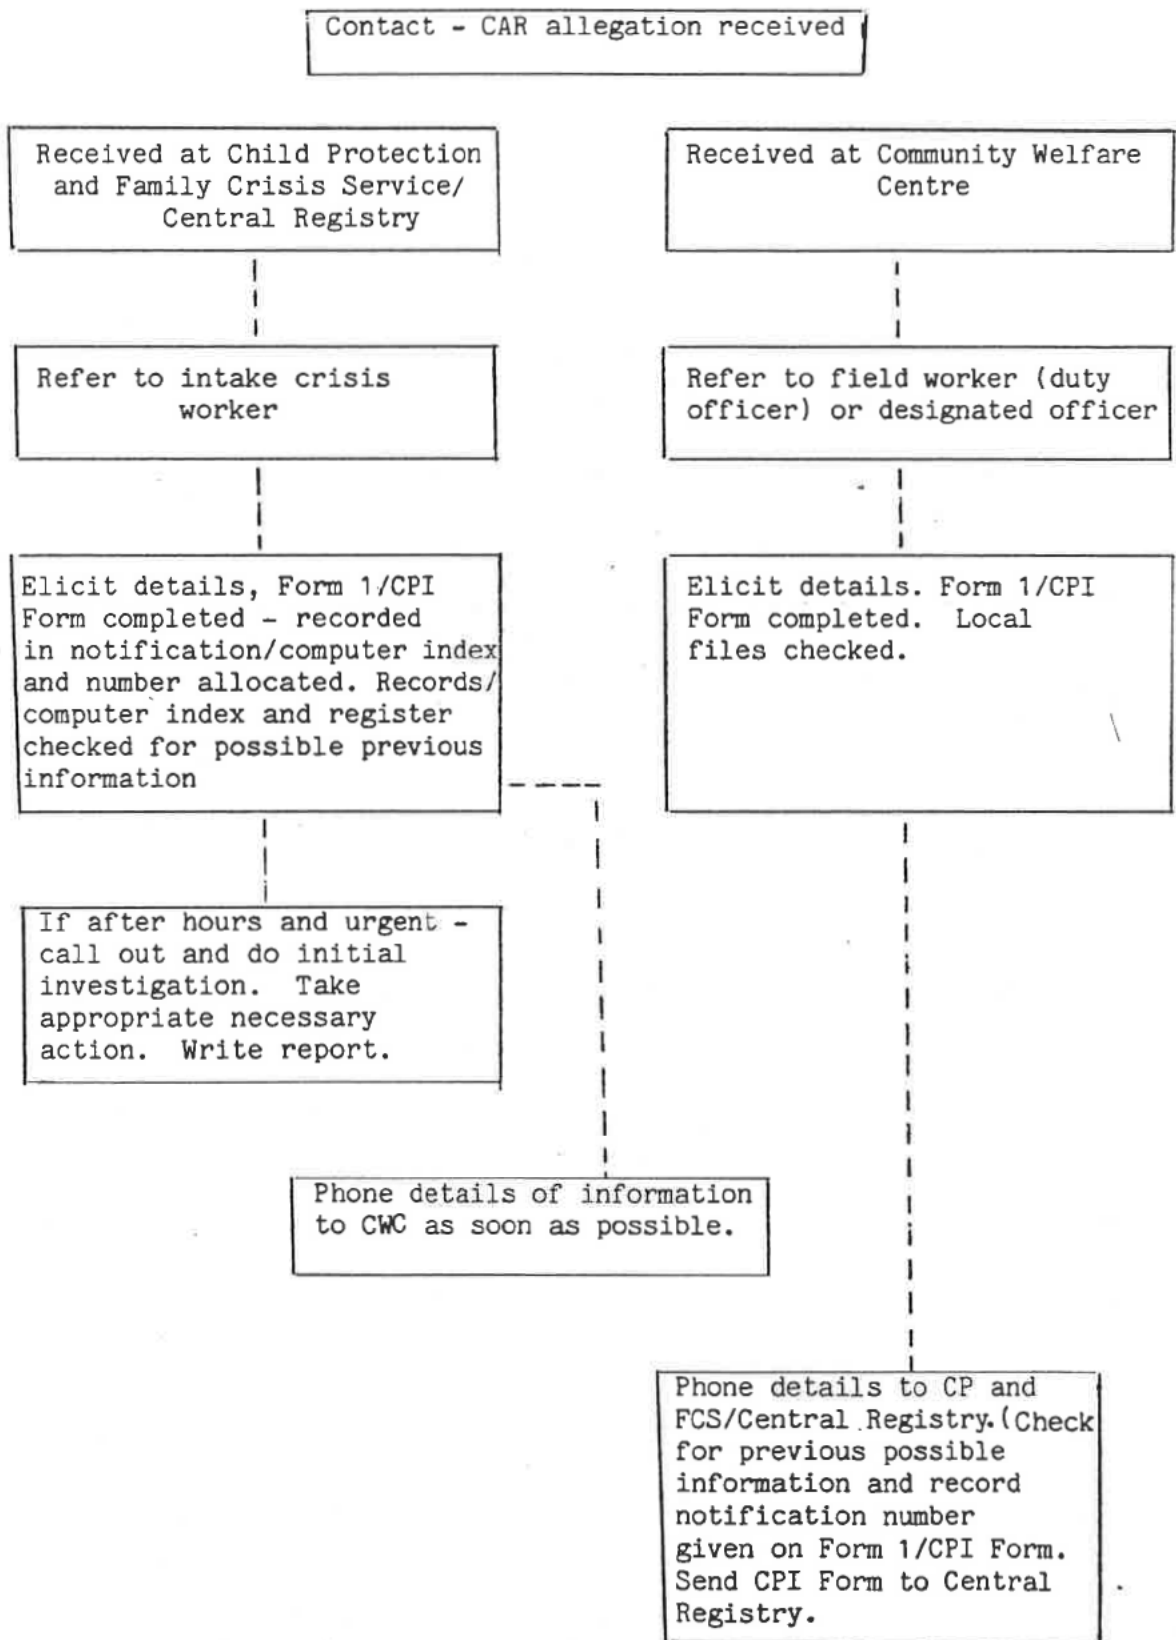 Contact - CAR allegation received
Received at Child Protection
and Family Crisis Service/
Central Registry
Received at Community Welfare
Centre
Refer to intake crisis
worker
Refer to field worker (duty
officer) or designated officer
Elicit details, Form 1/CPI
Form completed - recorded
in notification/computer index
and number allocated. Records/
computer index and register
checked for possible previous
information
Elicit details. Form 1/CPI
Form completed. Local
files checked.
If after hours and urgent -
call out and do initial
investigation. Take
appropriate necessary
action. Write report.
Phone details of information
to CWC as soon as possible.
Phone details to CP and
FCS/Central Registry. (Check
for previous possible
information and record
notification number
given on Form 1/CPI Form.
Send CPI Form to Central
Registry.